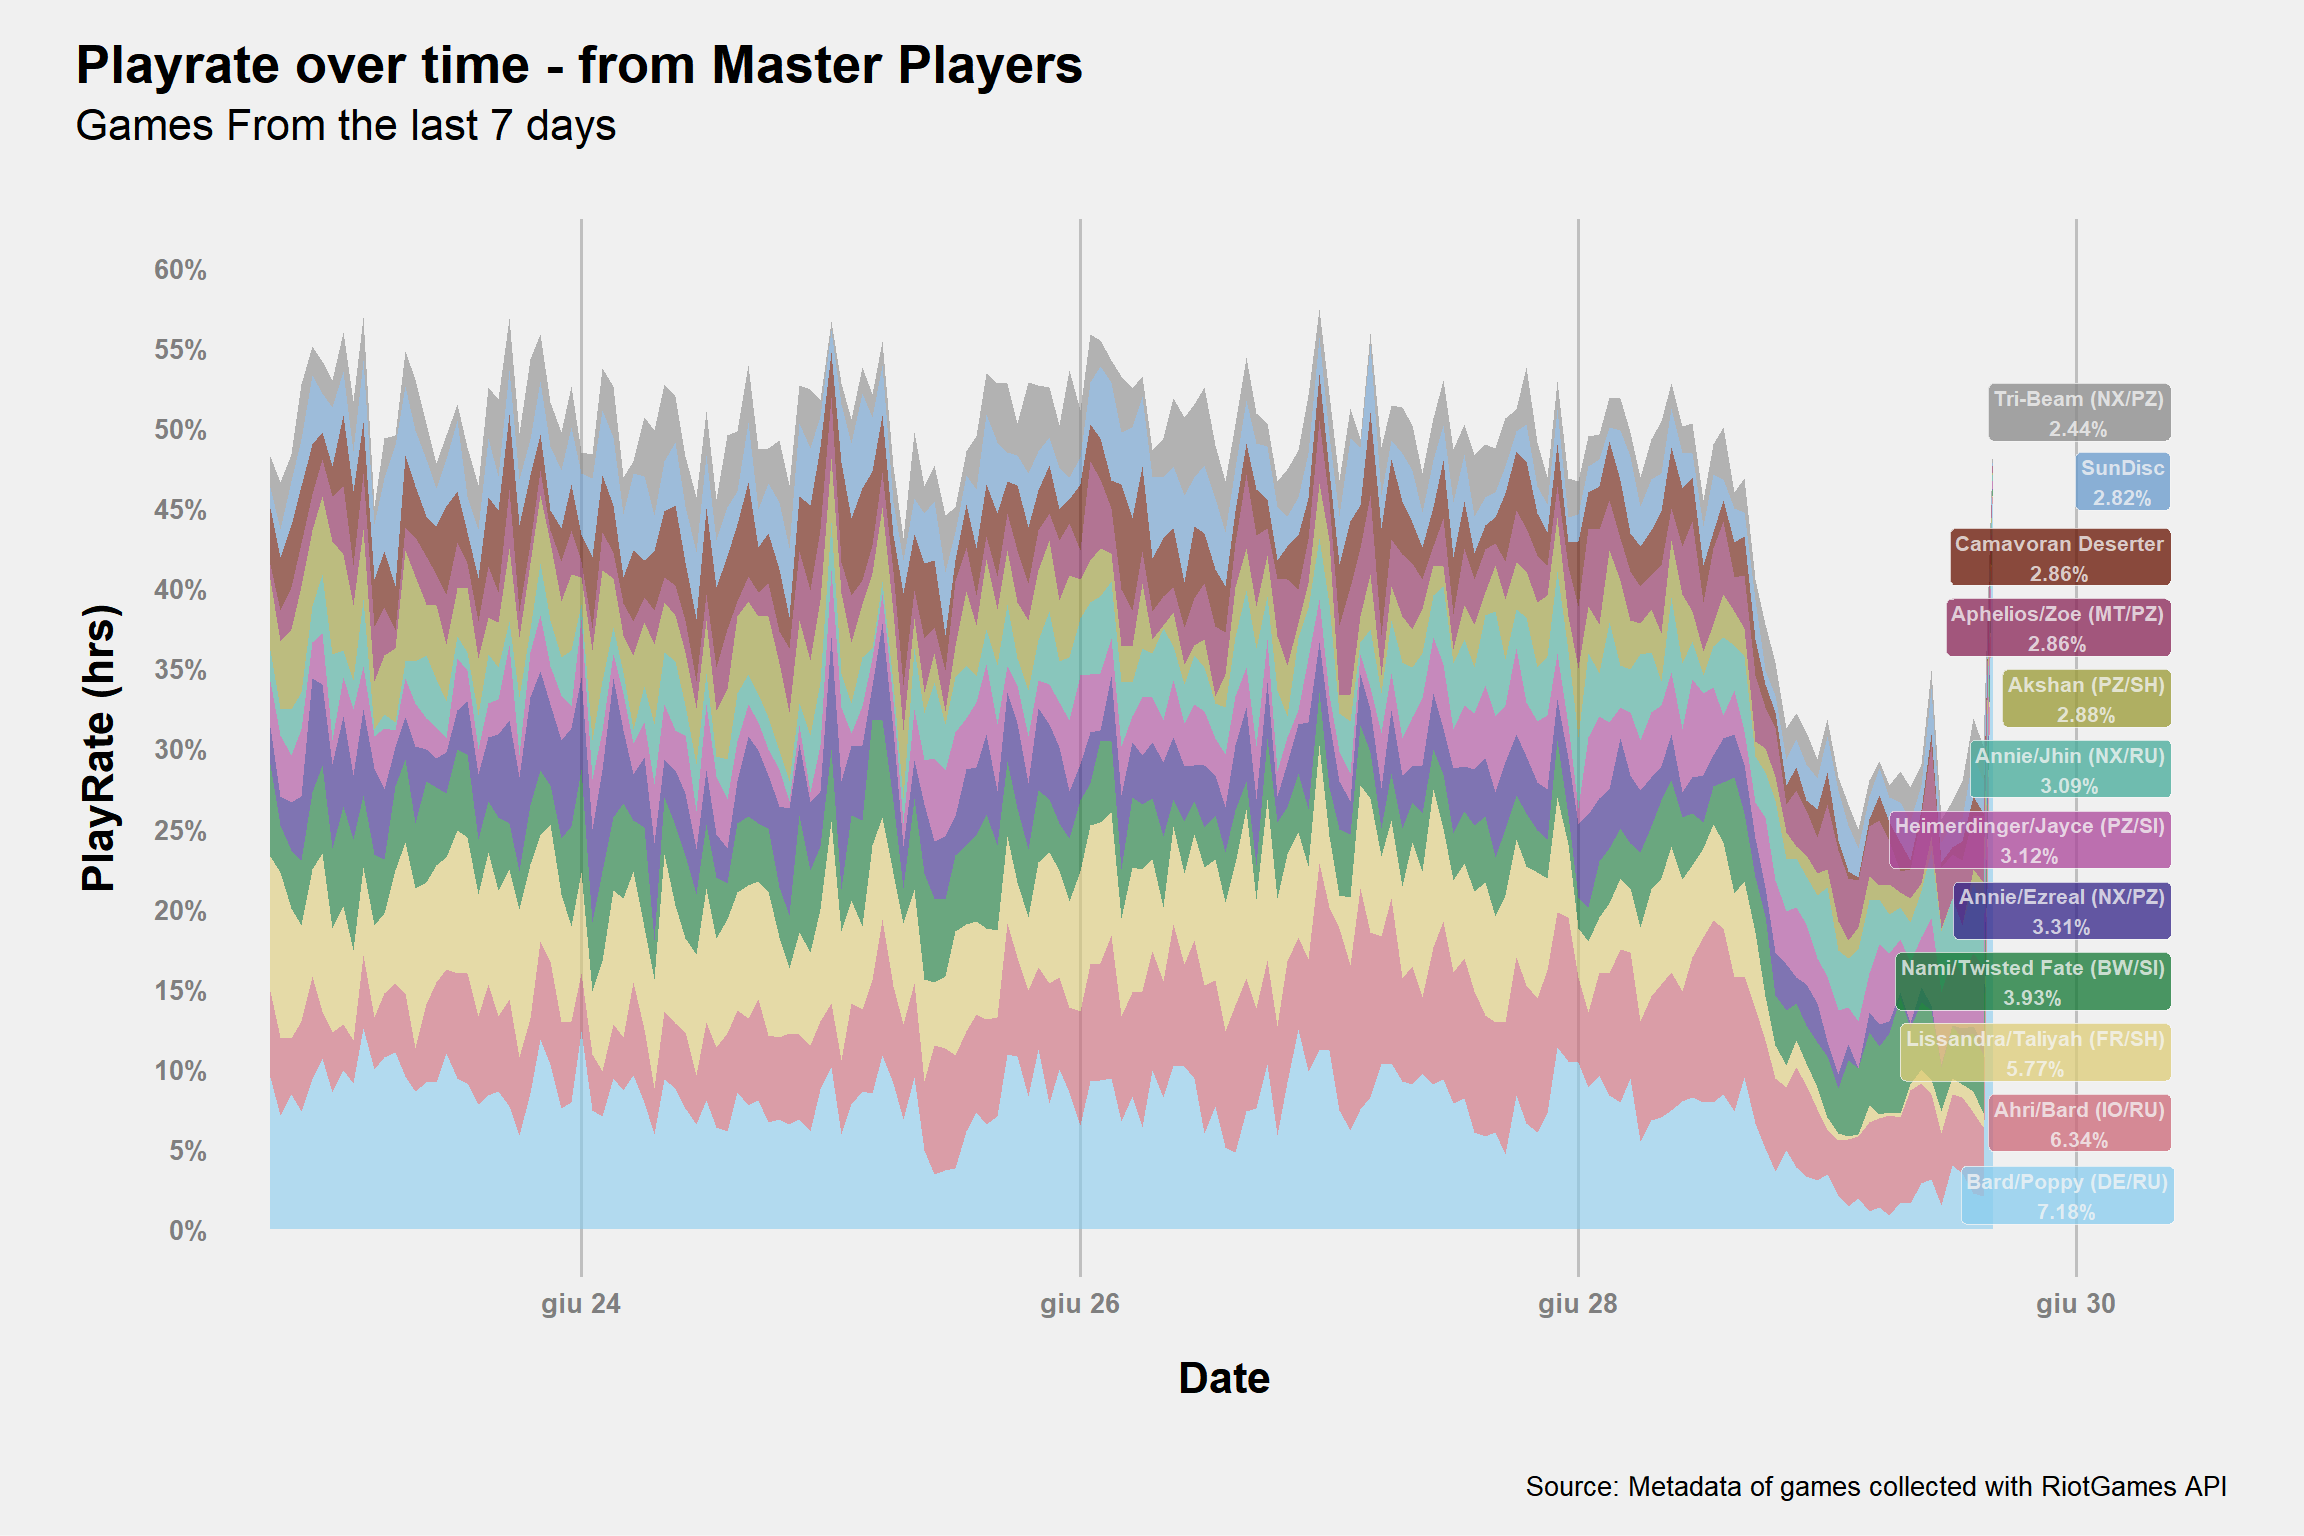 Playrate over time - from Master Players
Games From the last 7 days
PlayRate (hrs)
60%
55%
50%
45%
40%
35%
30%
25%
20%
15%
10%
5%
0%
Tri-Beam (NX/PZ)
2.44%
SunDisc
2.82%
Camavoran Deserter
2.86%
Aphelios/Zoe (MT/PZ)
2.86%
Akshan (PZ/SH)
2.88%
Annie/Jhin (NX/RU)
3.09%
Heimerdinger/Jayce (PZ/SI)
3.12%
Annie/Ezreal (NX/PZ)
3.31%
Nami/Twisted Fate (BW/SI)
3.93%
Lissandra/Taliyah (FR/SH)
5.77%
Ahri/Bard (IO/RU)
6.34%
Bard/Poppy (DE/RU)
7.18%
giu 24
giu 26
giu 28
giu 30
Date
Source: Metadata of games collected with RiotGames API